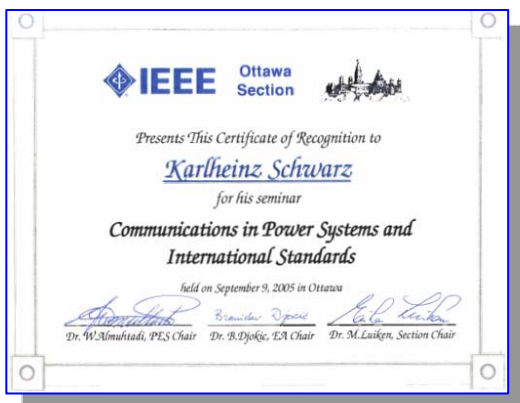 IEEE Ottawa
Section
Presents This Certificate of Recognition to
Karlheinz Schwarz
for his seminar
Communications in Power Systems and
International Standards
held on September 9, 2005 in Ottawa
Branislav Djokic
Dr. W.Almuhtadi, PES Chair Dr. B.Djokic, EA Chair Dr. M.Luiken, Section Chair